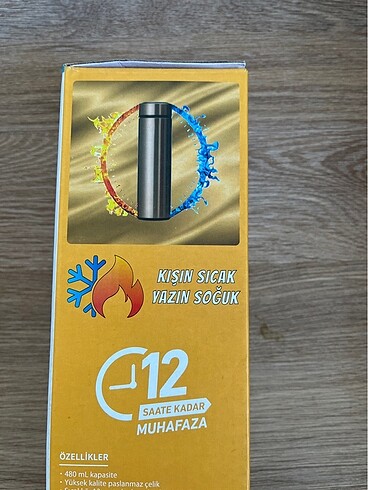 KIŞIN SICAK
YAZIN SOĞUK
12
SAATE KADAR
MUHAFAZA
ÖZELLİKLER
• 480 mL kapasite
• Yüksek kalite paslanmaz çelik